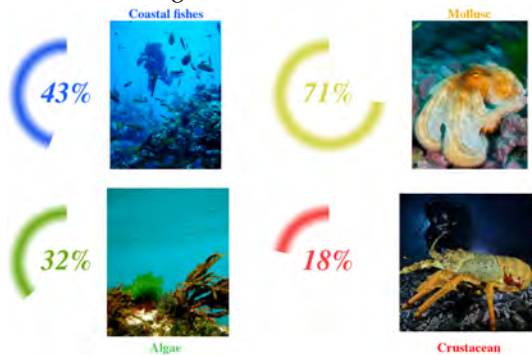 Coastal fishes
Mollusc
43%
71%
32%
18%
Algae
Crustacean